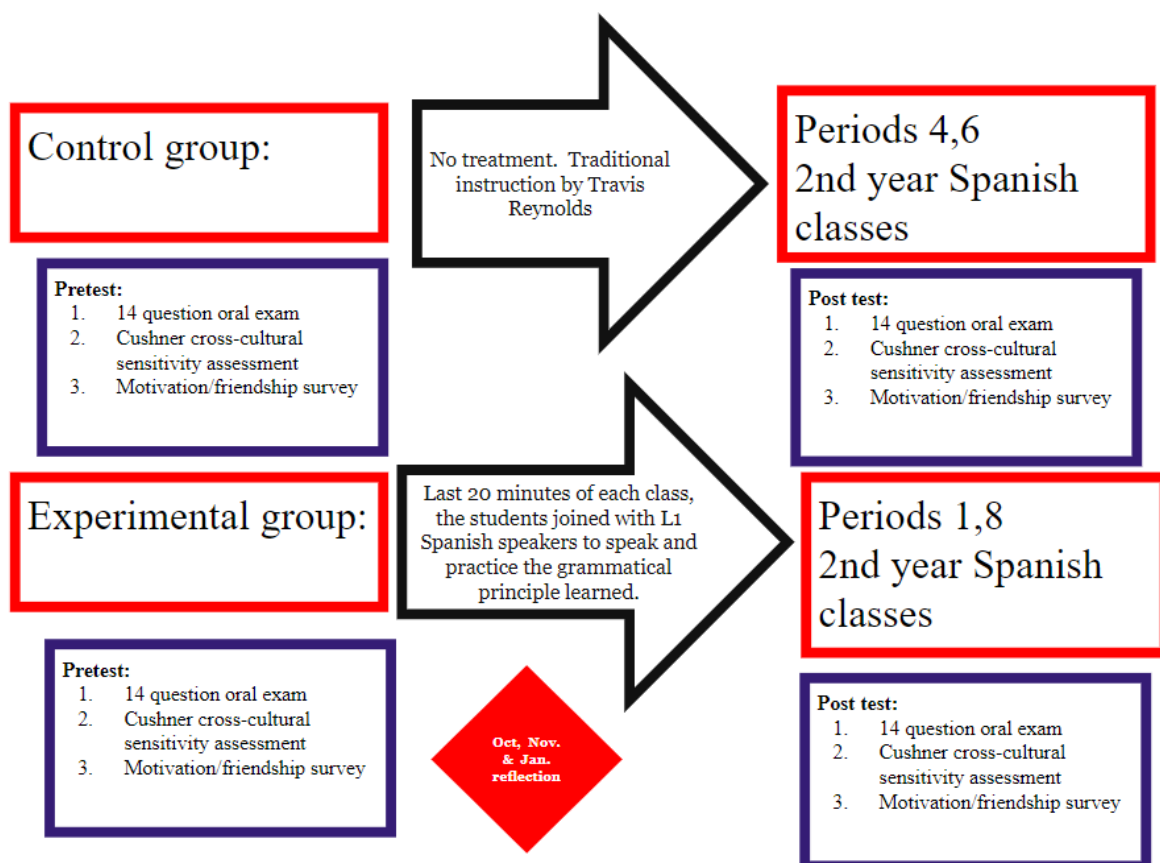 Control group:
No treatment.  Traditional
instruction by Travis
Reynolds
Periods 4,6
2nd year Spanish
classes
Pretest:
1. 14 question oral exam
2. Cushner cross-cultural
sensitivity assessment
3. Motivation/friendship survey
Post test:
1. 14 question oral exam
2. Cushner cross-cultural
sensitivity assessment
3. Motivation/friendship survey
Experimental group:
Last 20 minutes of each class,
the students joined with L1
Spanish speakers to speak and
practice the grammatical
principle learned.
Periods 1,8
2nd year Spanish
classes
Pretest:
1. 14 question oral exam
2. Cushner cross-cultural
sensitivity assessment
3. Motivation/friendship survey
Oct, Nov.
& Jan.
reflection
Post test:
1. 14 question oral exam
2. Cushner cross-cultural
sensitivity assessment
3. Motivation/friendship survey